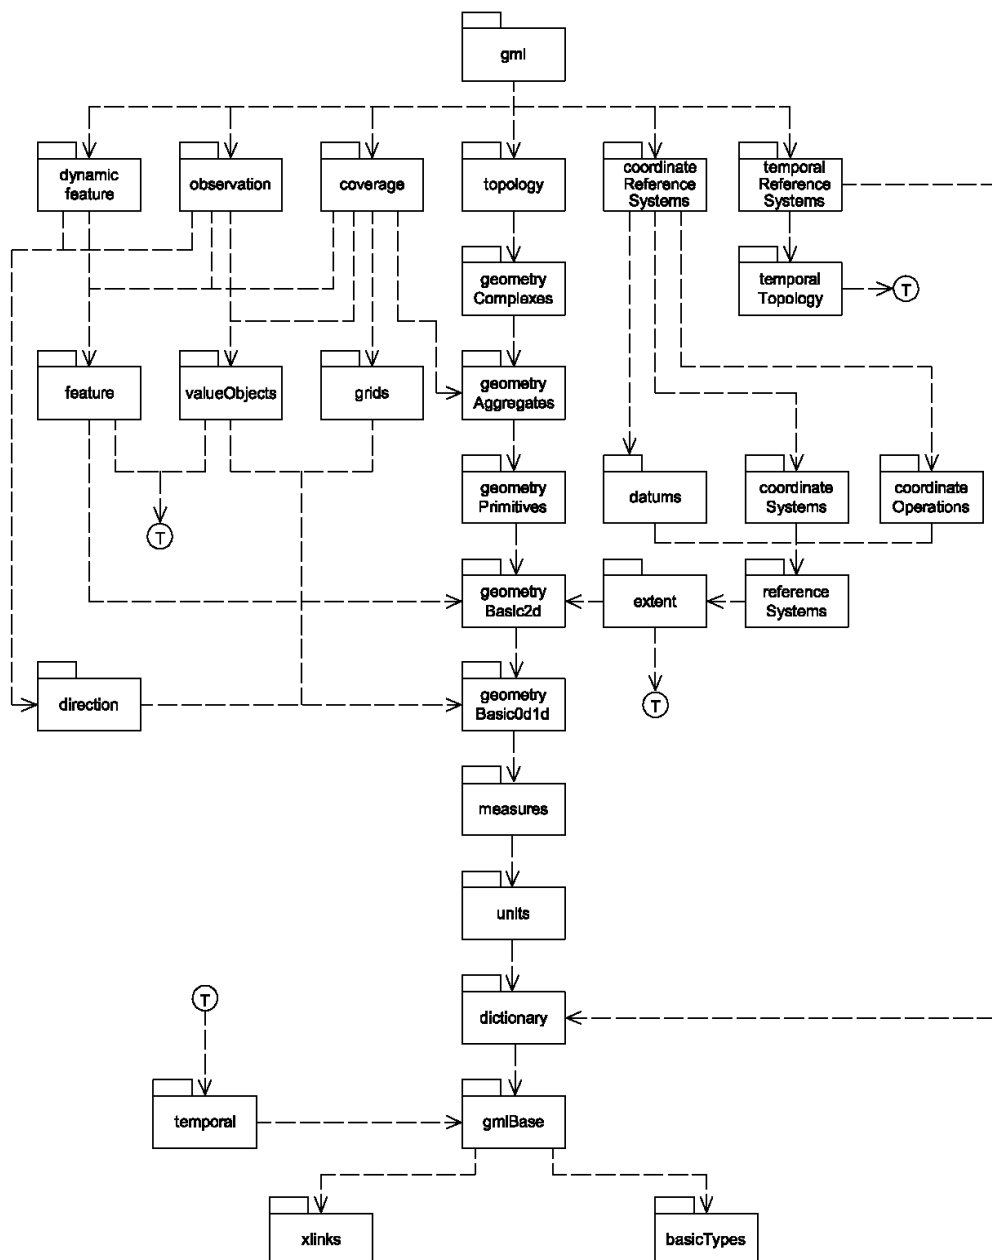 gml
dynamic
feature
observation
coverage
topology
coordinate
Reference
Systems
temporal
Reference
Systems
geometry
Complexes
temporal
Topology
T
feature
valueObjects
grids
geometry
Aggregates
geometry
Primitives
datums
coordinate
Systems
coordinate
Operations
T
geometry
Basic2d
extent
reference
Systems
direction
geometry
Basic0d1d
T
measures
units
T
dictionary
temporal
gmlBase
xlinks
basicTypes